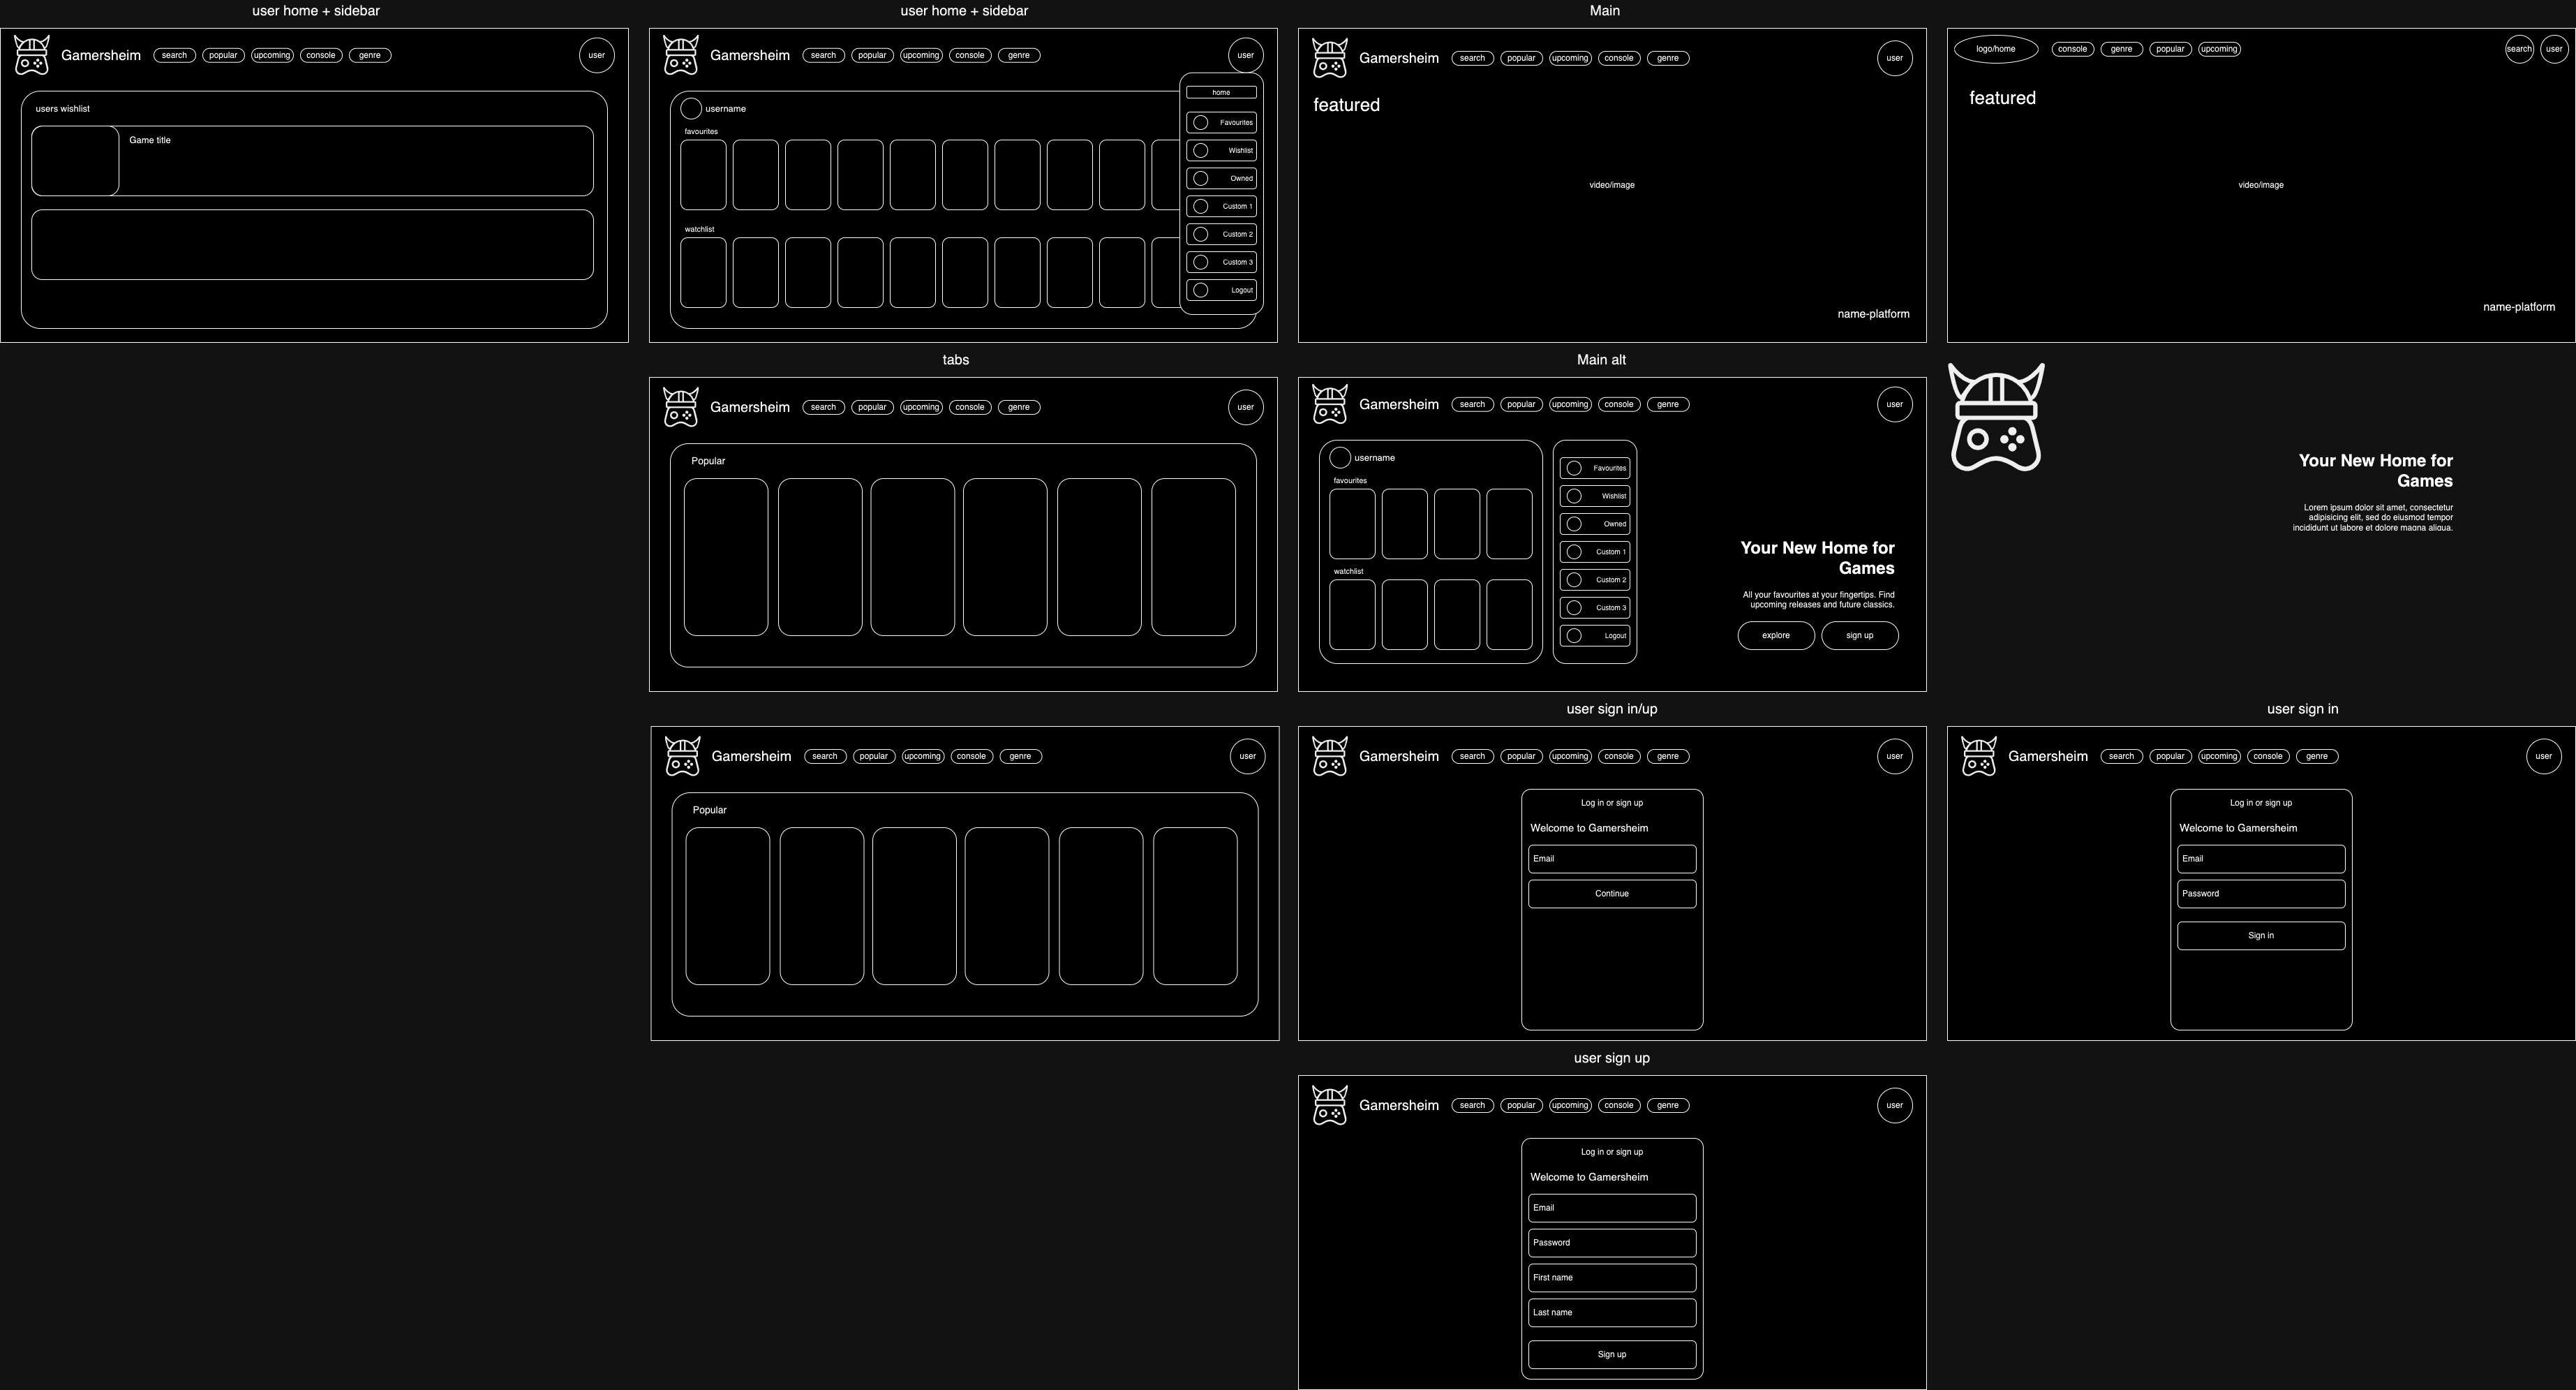 user home + sidebar
Gamersheim
search
popular
upcoming
console
genre
user
users wishlist
Game title
user home + sidebar
Gamersheim
search
popular
upcoming
console
genre
user
username
favourites
watchlist
home
Favourites
Wishlist
Owned
Custom 1
Custom 2
Custom 3
Logout
Main
Gamersheim
search
popular
upcoming
console
genre
user
featured
video/image
name-platform
logo/home
console
genre
popular
upcoming
search
user
featured
video/image
name-platform
tabs
Gamersheim
search
popular
upcoming
console
genre
user
Popular
Main alt
Gamersheim
search
popular
upcoming
console
genre
user
username
favourites
watchlist
Favourites
Wishlist
Owned
Custom 1
Custom 2
Custom 3
Logout
Your New Home for
Games
All your favourites at your fingertips. Find
upcoming releases and future classics.
explore
sign up
Your New Home for
Games
Lorem ipsum dolor sit amet, consectetur
adipisicing elit, sed do eiusmod tempor
incididunt ut labore et dolore magna aliqua.
Gamersheim
search
popular
upcoming
console
genre
user
Popular
user sign in/up
Gamersheim
search
popular
upcoming
console
genre
user
Log in or sign up
Welcome to Gamersheim
Email
Continue
user sign in
Gamersheim
search
popular
upcoming
console
genre
user
Log in or sign up
Welcome to Gamersheim
Email
Password
Sign in
user sign up
Gamersheim
search
popular
upcoming
console
genre
user
Log in or sign up
Welcome to Gamersheim
Email
Password
First name
Last name
Sign up